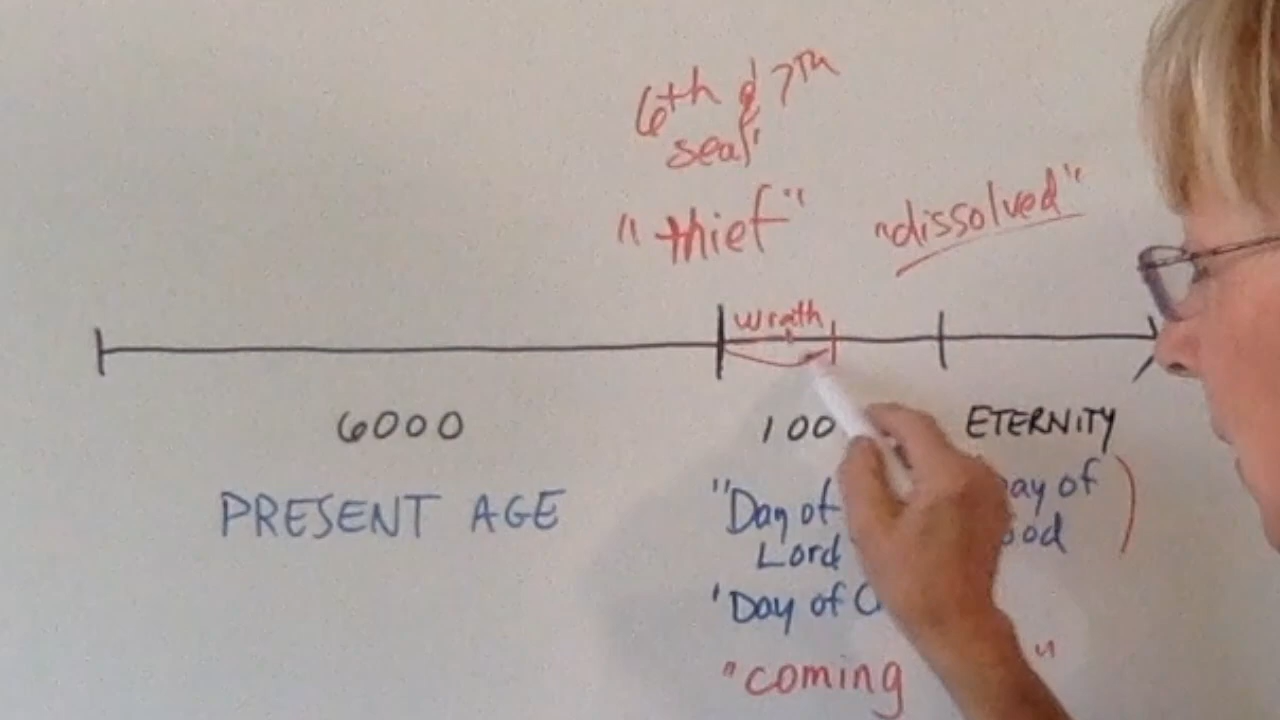 6th & 7TH
seal'
"thief"
"dissolved"
wrath
6000
100
ETERNITY
PRESENT AGE
"Day of
Lord
ay of
od
'Day of C
"coming
"